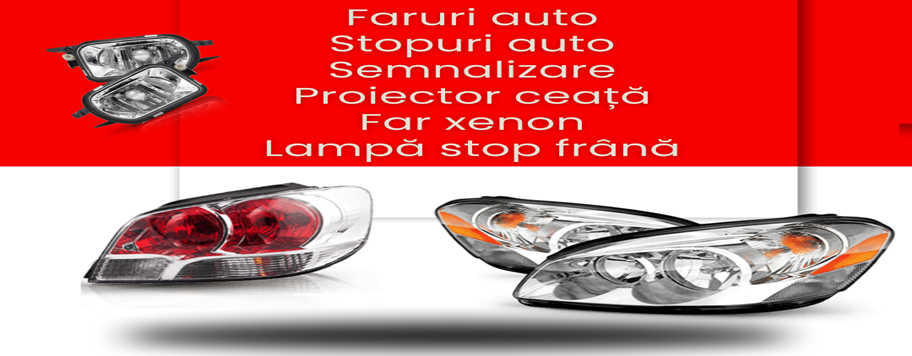 Faruri auto
Stopuri auto
Semnalizare
Proiector ceață
Far xenon
Lampă stop frână